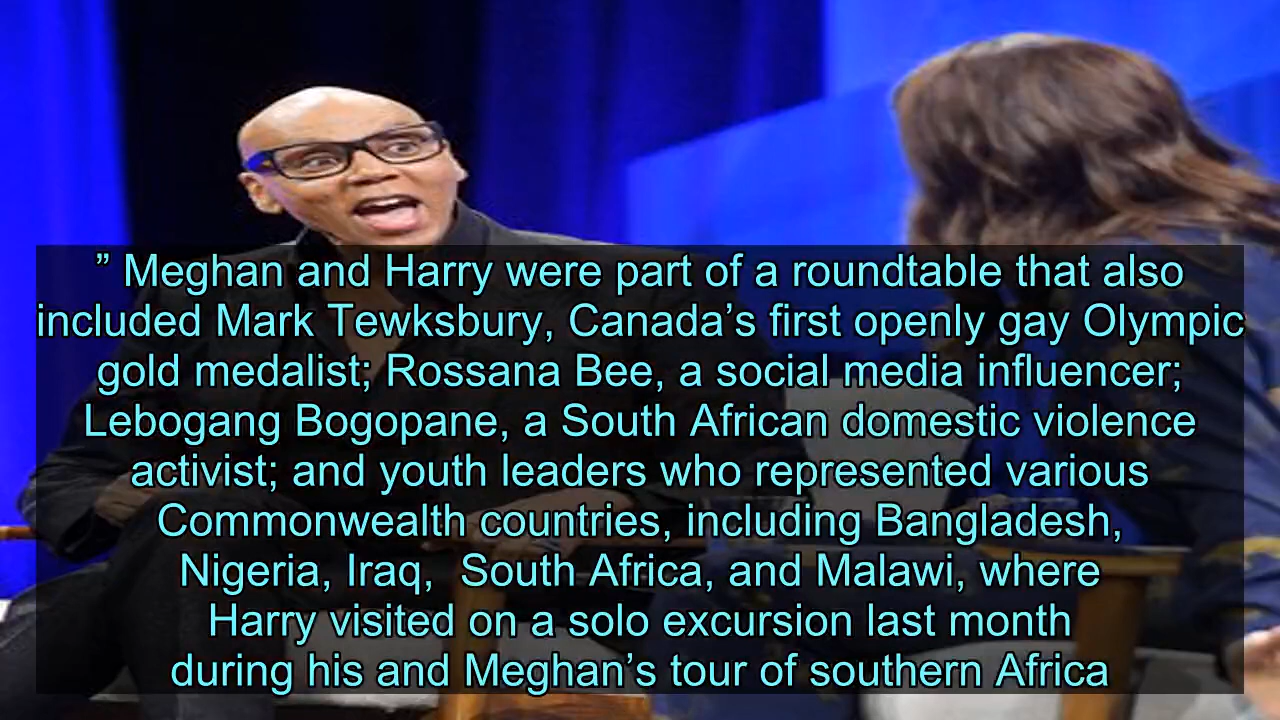 ” Meghan and Harry were part of a roundtable that also
included Mark Tewksbury, Canada’s first openly gay Olympic
gold medalist; Rossana Bee, a social media influencer;
Lebogang Bogopane, a South African domestic violence
activist; and youth leaders who represented various
Commonwealth countries, including Bangladesh,
Nigeria, Iraq,  South Africa, and Malawi, where
Harry visited on a solo excursion last month
during his and Meghan’s tour of southern Africa